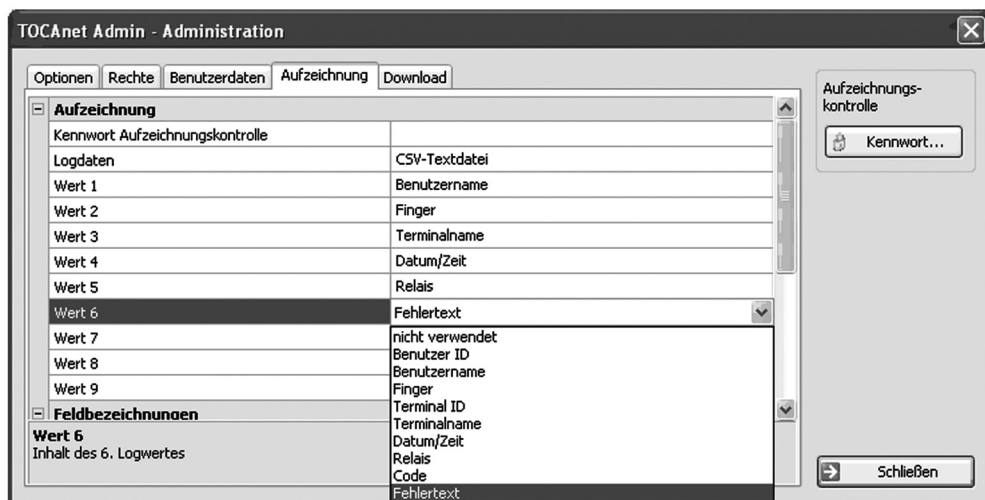 TOCAnet Admin - Administration
Optionen Rechte Benutzerdaten Aufzeichnung Download
Aufzeichnung
Kennwort Aufzeichnungskontrolle
Logdaten CSV-Textdatei
Wert 1 Benutzername
Wert 2 Finger
Wert 3 Terminalname
Wert 4 Datum/Zeit
Wert 5 Relais
Wert 6 Fehlertext
Wert 7
Wert 8
Wert 9
nicht verwendet
Benutzer ID
Benutzername
Finger
Terminal ID
Terminalname
Datum/Zeit
Relais
Code
Fehlertext
Feldbezeichnungen
Wert 6
Inhalt des 6. Logwertes
Aufzeichnungs-
kontrolle
Kennwort...
Schließen